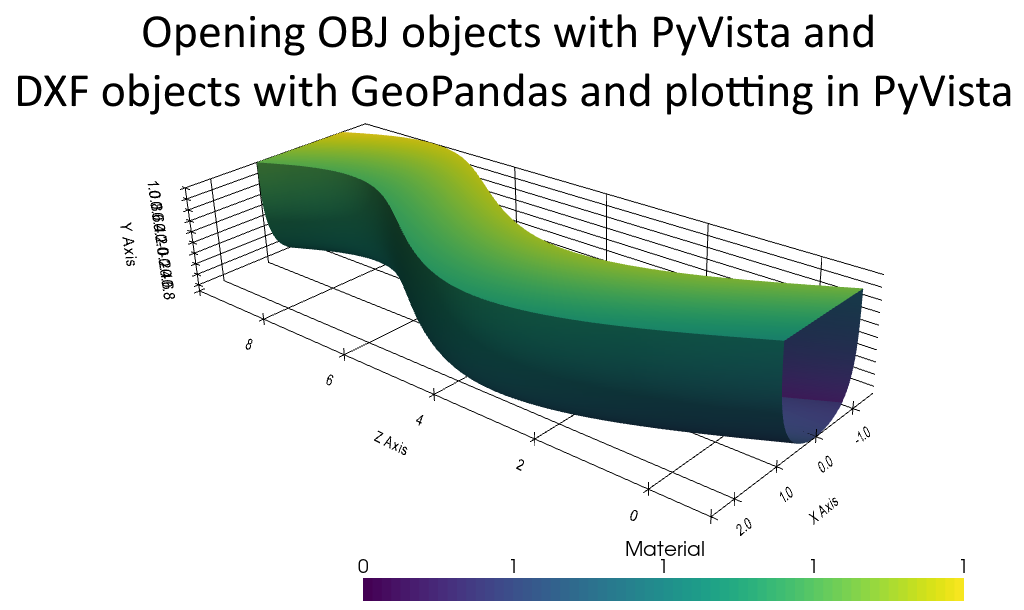 Opening OBJ objects with PyVista and
DXF objects with GeoPandas and plotting in PyVista
Y Axis
8
6
4
2
0
Z Axis
-1.0
0.0
1.0
2.0
X Axis
Material
0 1 1 1 1